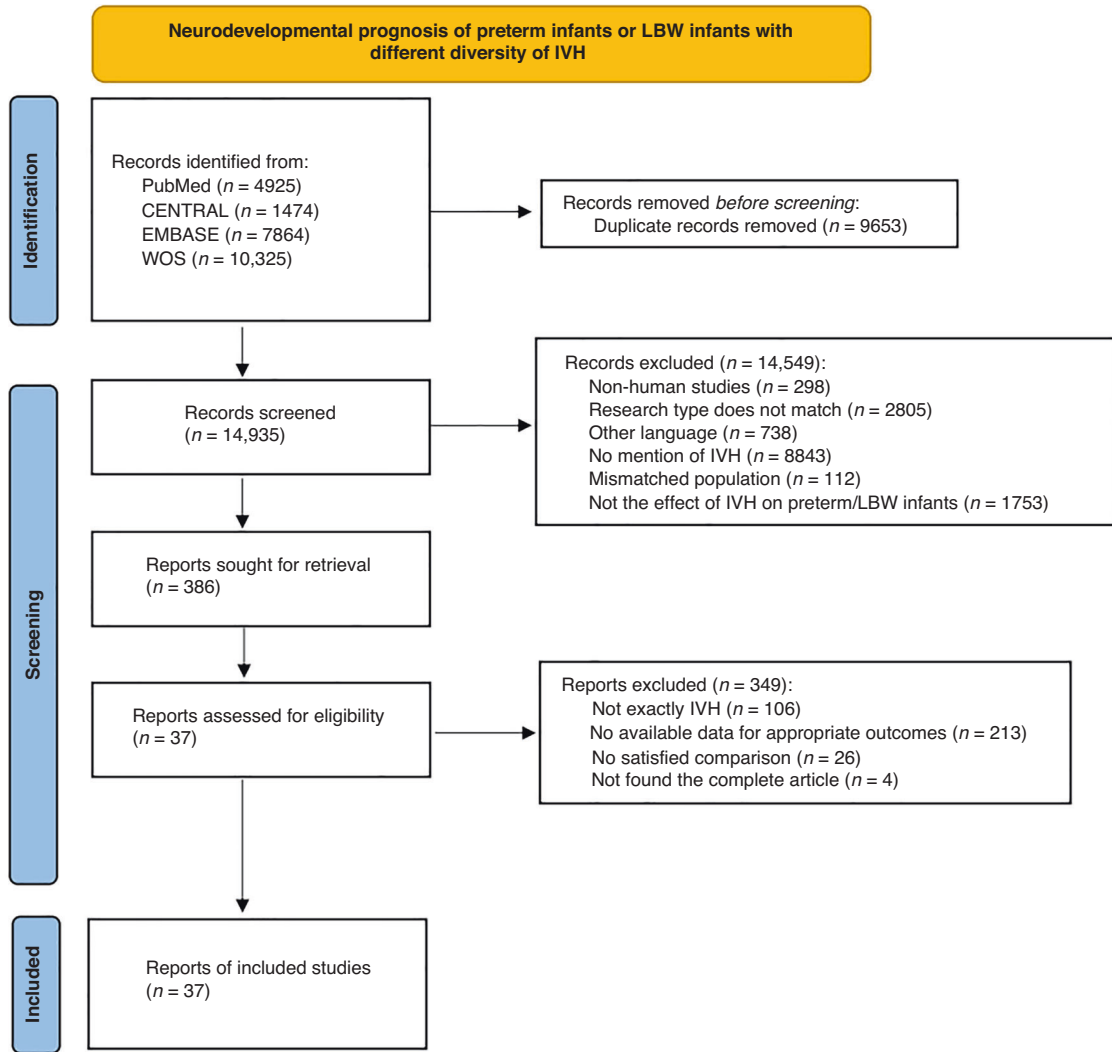 Neurodevelopmental prognosis of preterm infants or LBW infants with
different diversity of IVH
Identification
Records identified from:
PubMed (n = 4925)
CENTRAL (n = 1474)
EMBASE (n = 7864)
WOS (n = 10,325)
Records removed before screening:
Duplicate records removed (n = 9653)
Screening
Records screened
(n = 14,935)
Records excluded (n = 14,549):
Non-human studies (n = 298)
Research type does not match (n = 2805)
Other language (n = 738)
No mention of IVH (n = 8843)
Mismatched population (n = 112)
Not the effect of IVH on preterm/LBW infants (n = 1753)
Reports sought for retrieval
(n = 386)
Reports assessed for eligibility
(n = 37)
Reports excluded (n = 349):
Not exactly IVH (n = 106)
No available data for appropriate outcomes (n = 213)
No satisfied comparison (n = 26)
Not found the complete article (n = 4)
Included
Reports of included studies
(n = 37)